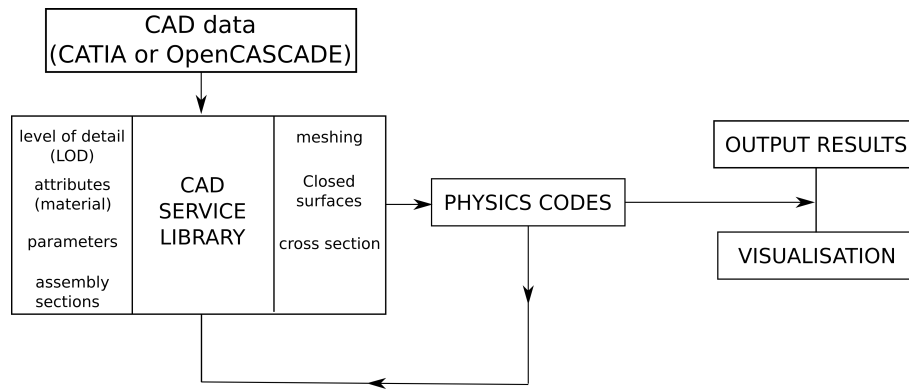 CAD data
(CATIA or OpenCASCADE)
level of detail
(LOD)
attributes
(material)
parameters
assembly
sections
CAD
SERVICE
LIBRARY
meshing
Closed
surfaces
cross section
PHYSICS CODES
OUTPUT RESULTS
VISUALISATION